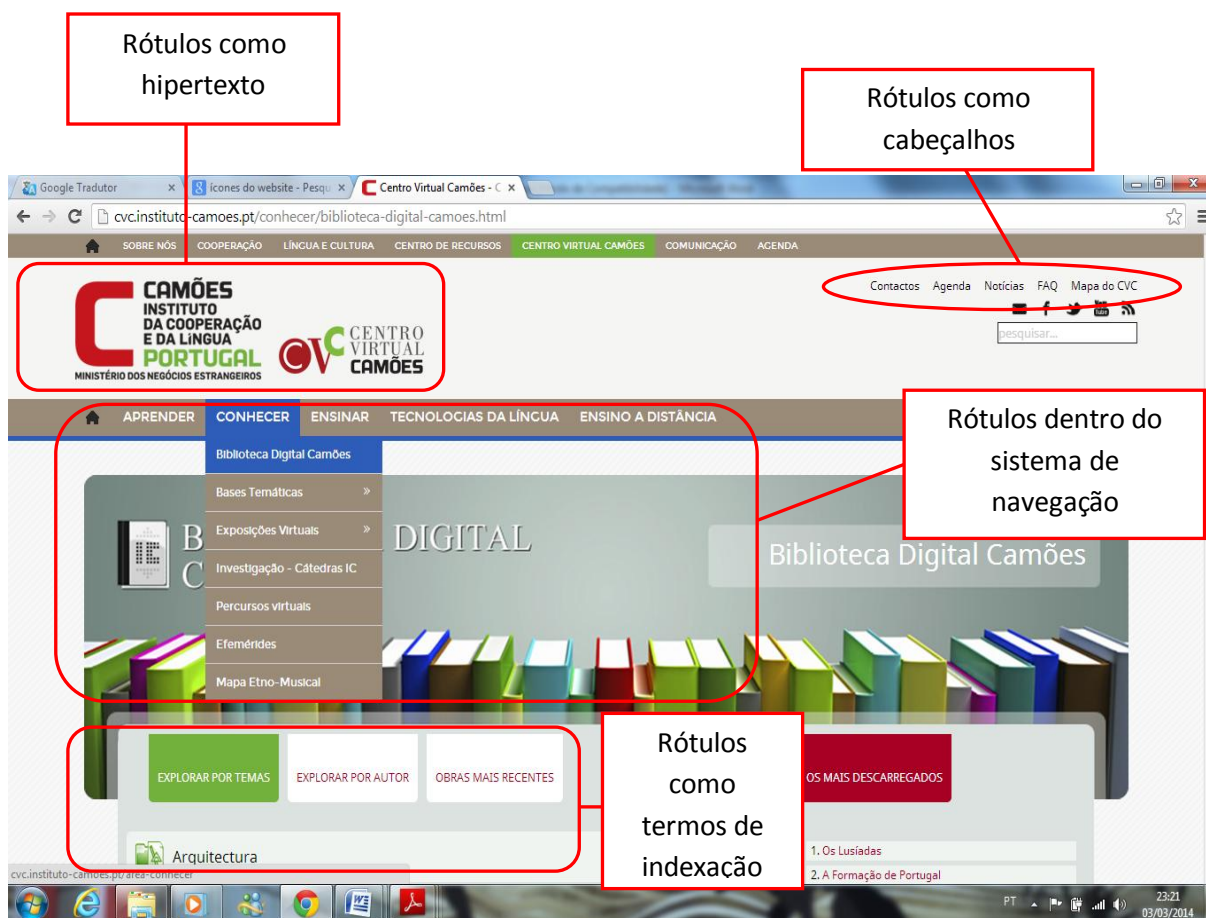 Rótulos como
hipertexto
Rótulos como
cabeçalhos
Google Tradutor
ícones do website - Pesqu
Centro Virtual Camões - C
cvc.instituto-camoes.pt/conhecer/biblioteca-digital-camoes.html
SOBRE NÓS COOPERAÇÃO LÍNGUA E CULTURA CENTRO DE RECURSOS CENTRO VIRTUAL CAMÕES COMUNICAÇÃO AGENDA
Contactos Agenda Notícias FAQ Mapa do CVC
CAMÕES
INSTITUTO
DA COOPERAÇÃO
E DA LÍNGUA
PORTUGAL
MINISTÉRIO DOS NEGÓCIOS ESTRANGEIROS
CVC CENTRO
VIRTUAL
CAMÕES
pesquisar...
APRENDER CONHECER ENSINAR TECNOLOGIAS DA LÍNGUA ENSINO A DISTÂNCIA
Rótulos dentro do
sistema de
navegação
Biblioteca Digital Camões
Bases Temáticas »
Exposições Virtuais »
Investigação - Cátedras IC
Percursos virtuais
Efemérides
Mapa Etno-Musical
B DIGITAL
C
Biblioteca Digital Camões
EXPLORAR POR TEMAS EXPLORAR POR AUTOR OBRAS MAIS RECENTES
Rótulos
como
termos de
indexação
OS MAIS DESCARREGADOS
Arquitectura
1. Os Lusíadas
2. A Formação de Portugal
cvc.instituto-camoes.pt/area-conhecer
PT
23:21
03/03/2014